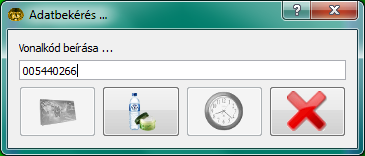 Adatbekérés ...
Vonalkód beírása ...
005440266